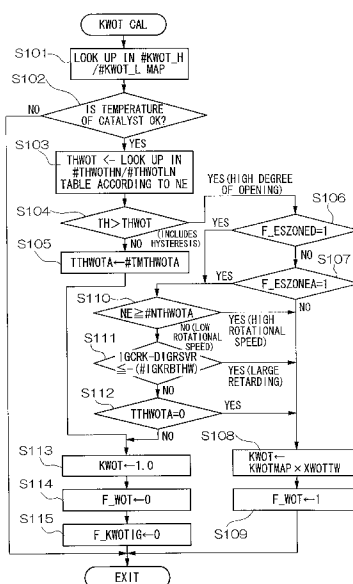 KWOT CAL
S101
LOOK UP IN #KWOT_H
/#KWOT_L MAP
S102
NO
IS TEMPERATURE
OF CATALYST OK?
YES
S103
THWOT <- LOOK UP IN
#THWOTHN/#THWOTLN
TABLE ACCORDING TO NE
YES(HIGH DEGREE
OF OPENING)
S104
TH>THWOT
(INCLUDES
HYSTERESIS)
NO
S106
YES
F_ESZONED=1
NO
S105
TTHWOTA←#TMTHWOTA
S107
YES
F_ESZONEA=1
NO
S110
NE≧#NTHWOTA
YES(HIGH
ROTATIONAL
SPEED)
NO(LOW
ROTATIONAL
SPEED)
S111
IGCRK-DIGRSVR
≦-(#IGKRBTHW)
YES(LARGE
RETARDING)
NO
S112
TTHWOTA=0
YES
NO
S108
KWOT←
KWOTMAP×XWOTTW
S113
KWOT←1.0
S114
F_WOT←0
F_WOT←1
S109
S115
F_KWOTIG←0
EXIT